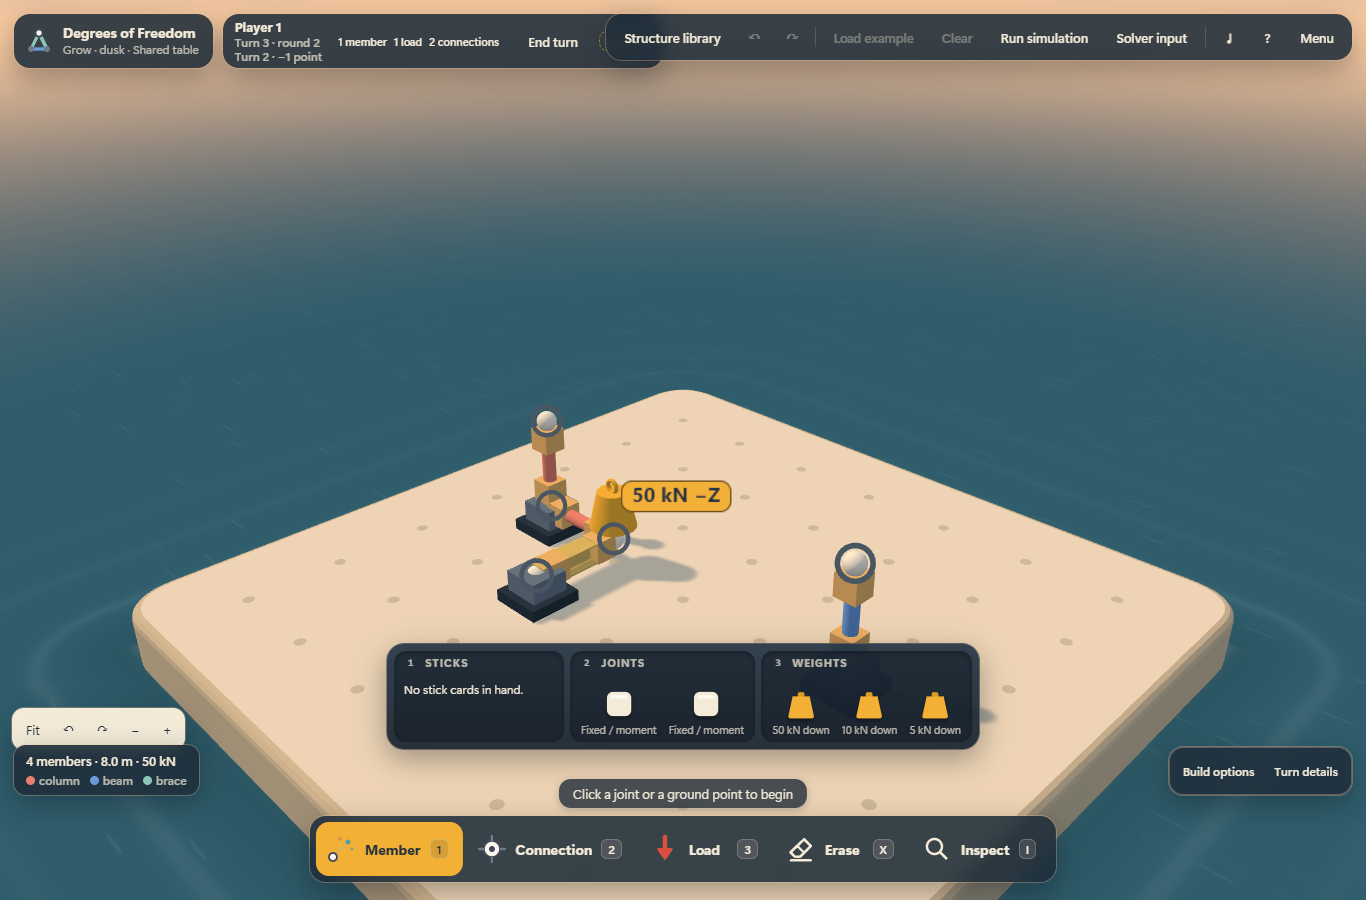 Degrees of Freedom
Grow · dusk · Shared table
Player 1
Turn 3 · round 2
Turn 2 · −1 point
1 member 1 load 2 connections
End turn
Structure library
Load example
Clear
Run simulation
Solver input
?
Menu
50 kN −Z
1 STICKS
No stick cards in hand.
2 JOINTS
Fixed / moment
Fixed / moment
3 WEIGHTS
50 kN down
10 kN down
5 kN down
Fit
−
+
4 members · 8.0 m · 50 kN
column
beam
brace
Build options
Turn details
Click a joint or a ground point to begin
Member 1
Connection 2
Load 3
Erase X
Inspect I